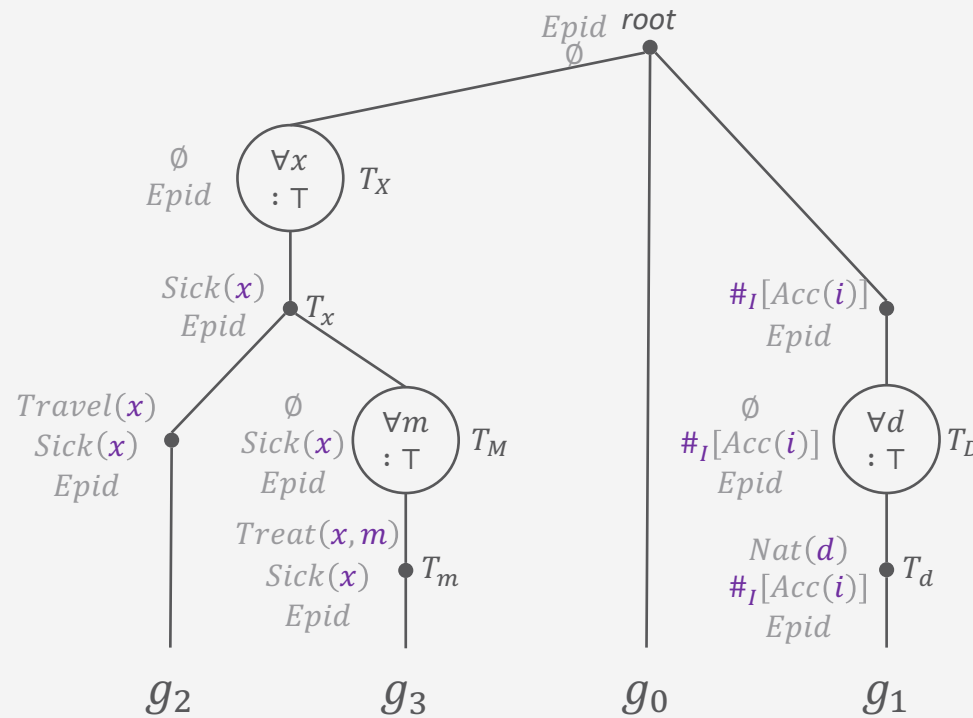 Epid root
∅
∀x
: ⊤
T_X
∅
Epid
Sick(x)
Epid
T_x
#_I[Acc(i)]
Epid
Travel(x)
Sick(x)
Epid
∅
Sick(x)
Epid
∀m
: ⊤
T_M
∅
#_I[Acc(i)]
Epid
∀d
: ⊤
T_D
Treat(x, m)
Sick(x)
Epid
T_m
Nat(d)
#_I[Acc(i)]
Epid
T_d
g_2 g_3 g_0 g_1